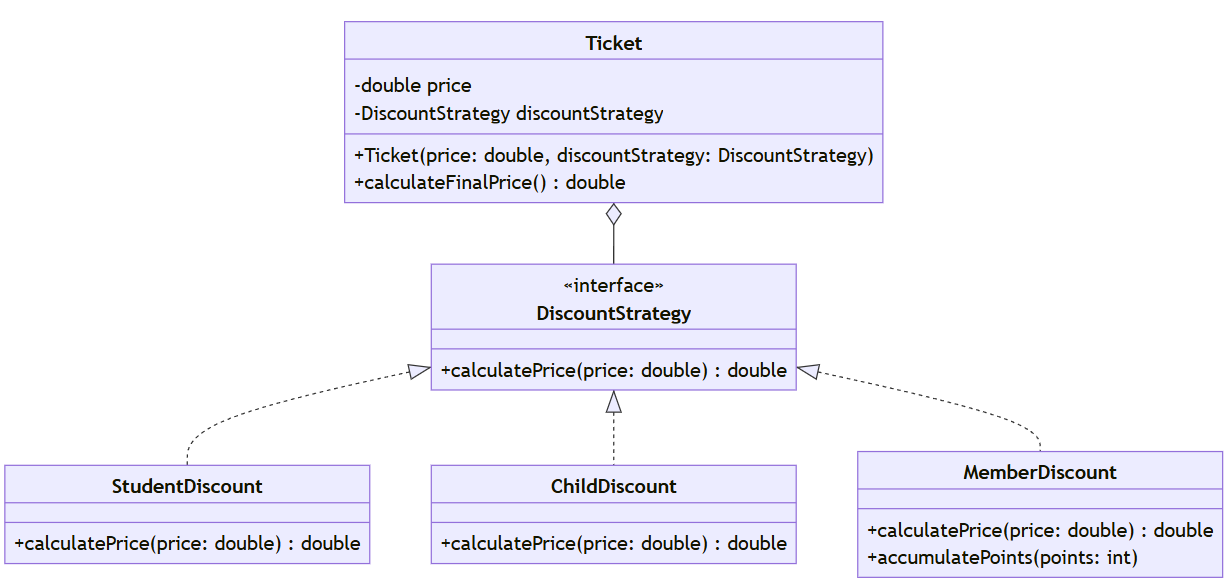 Ticket
-double price
-DiscountStrategy discountStrategy
+Ticket(price: double, discountStrategy: DiscountStrategy)
+calculateFinalPrice() : double
«interface»
DiscountStrategy
+calculatePrice(price: double) : double
StudentDiscount
+calculatePrice(price: double) : double
ChildDiscount
+calculatePrice(price: double) : double
MemberDiscount
+calculatePrice(price: double) : double
+accumulatePoints(points: int)